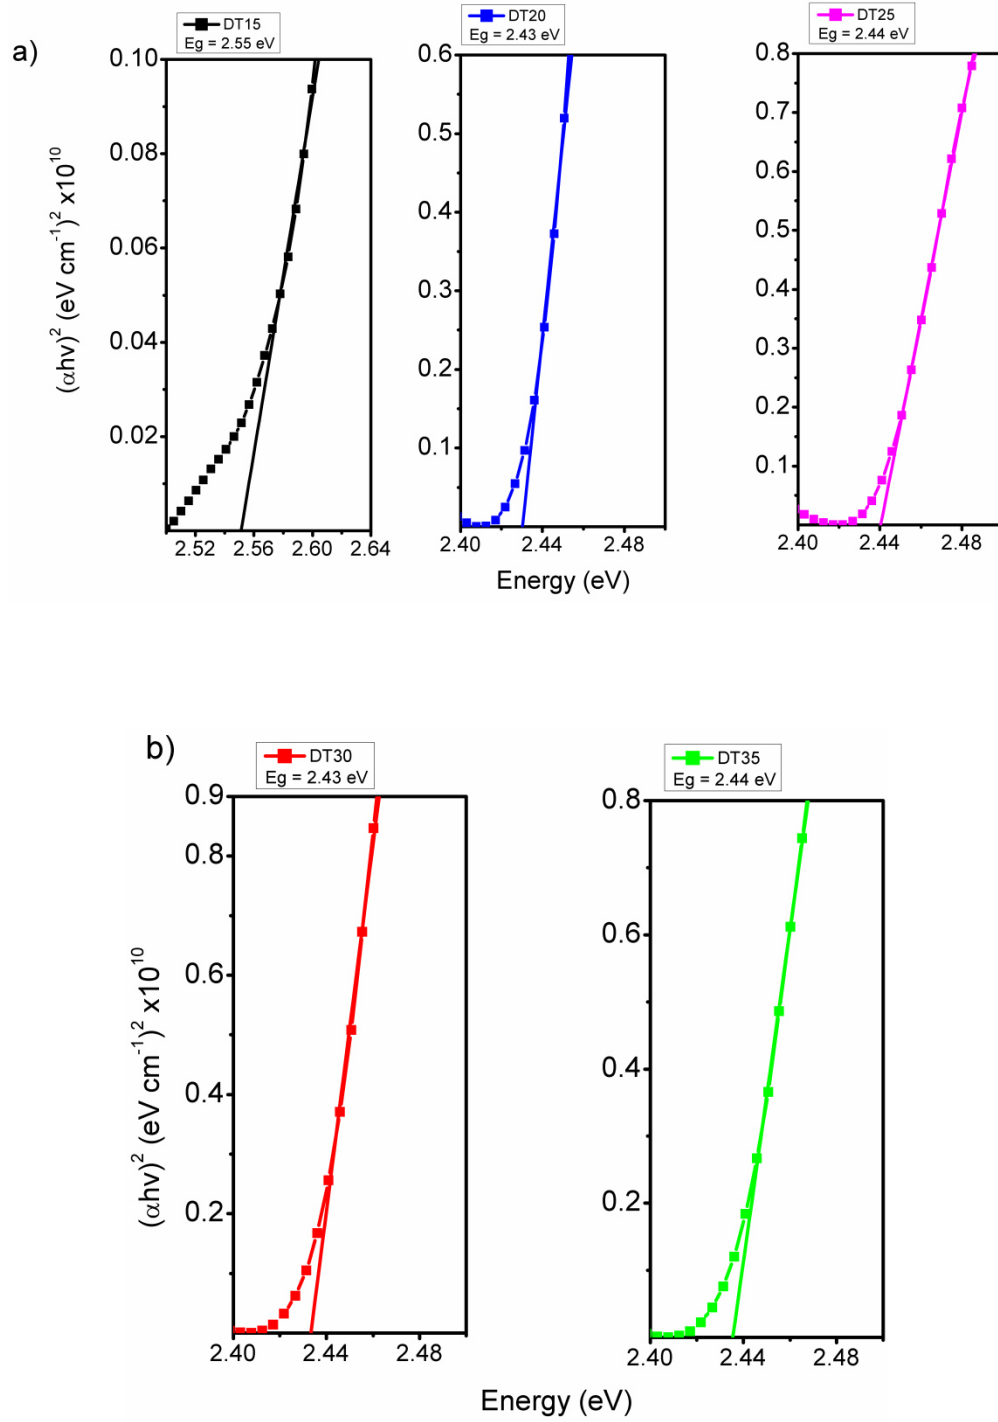 a)
DT15
Eg = 2.55 eV
DT20
Eg = 2.43 eV
DT25
Eg = 2.44 eV
(αhν)² (eV cm⁻¹)² x10¹⁰
0.10
0.08
0.06
0.04
0.02
2.52 2.56 2.60 2.64
0.6
0.5
0.4
0.3
0.2
0.1
2.40 2.44 2.48
0.8
0.7
0.6
0.5
0.4
0.3
0.2
0.1
2.40 2.44 2.48
Energy (eV)
b)
DT30
Eg = 2.43 eV
DT35
Eg = 2.44 eV
(αhν)² (eV cm⁻¹)² x10¹⁰
0.9
0.8
0.6
0.4
0.2
2.40 2.44 2.48
0.8
0.6
0.4
0.2
2.40 2.44 2.48
Energy (eV)